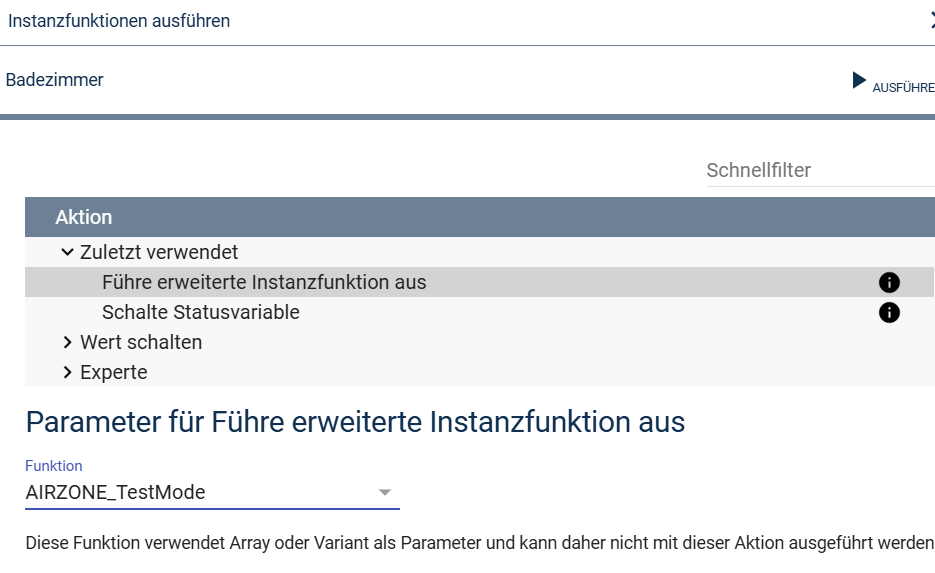 Instanzfunktionen ausführen
Badezimmer
AUSFÜHRE
Schnellfilter
Aktion
Zuletzt verwendet
Führe erweiterte Instanzfunktion aus
Schalte Statusvariable
Wert schalten
Experte
Parameter für Führe erweiterte Instanzfunktion aus
Funktion
AIRZONE_TestMode
Diese Funktion verwendet Array oder Variant als Parameter und kann daher nicht mit dieser Aktion ausgeführt werden